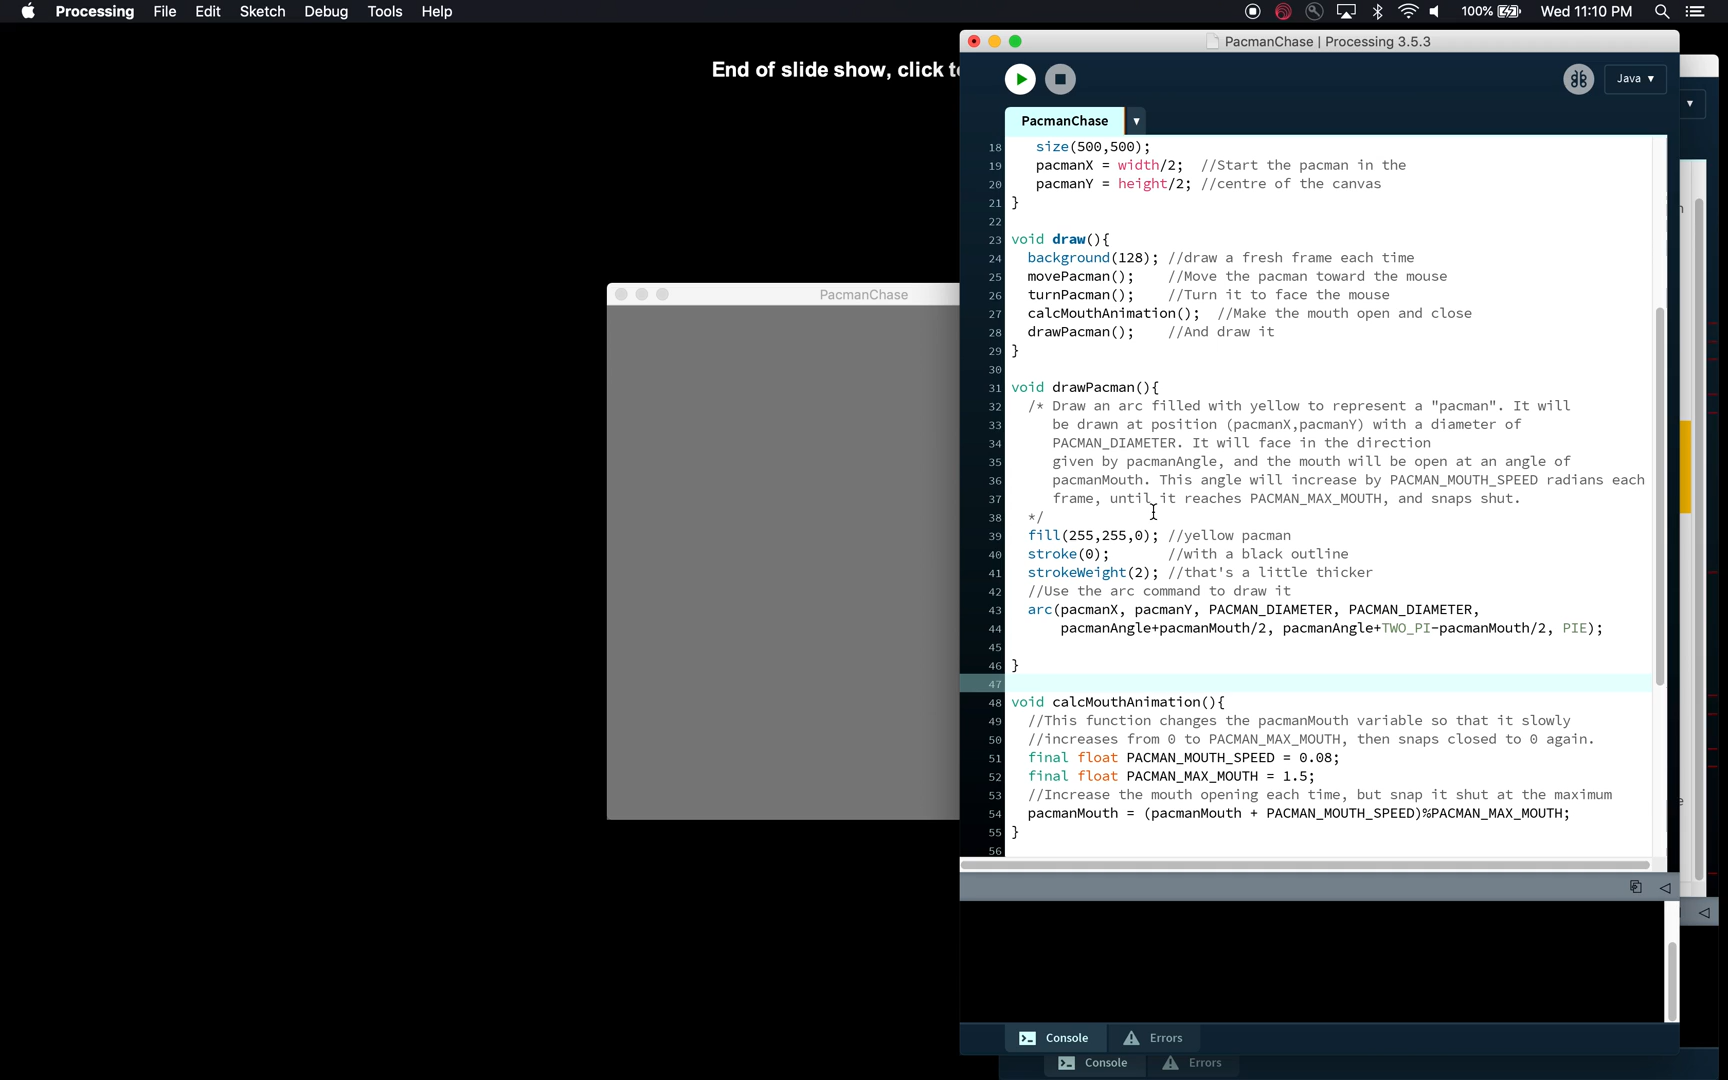 Processing File Edit Sketch Debug Tools Help
100% Wed 11:10 PM
End of slide show, click
PacmanChase
PacmanChase | Processing 3.5.3
Java ▾
PacmanChase ▾
18 size(500,500);
19 pacmanX = width/2; //Start the pacman in the
20 pacmanY = height/2; //centre of the canvas
21 }
22
23 void draw(){
24 background(128); //draw a fresh frame each time
25 movePacman(); //Move the pacman toward the mouse
26 turnPacman(); //Turn it to face the mouse
27 calcMouthAnimation(); //Make the mouth open and close
28 drawPacman(); //And draw it
29 }
30
31 void drawPacman(){
32 /* Draw an arc filled with yellow to represent a "pacman". It will
33 be drawn at position (pacmanX,pacmanY) with a diameter of
34 PACMAN_DIAMETER. It will face in the direction
35 given by pacmanAngle, and the mouth will be open at an angle of
36 pacmanMouth. This angle will increase by PACMAN_MOUTH_SPEED radians each
37 frame, until it reaches PACMAN_MAX_MOUTH, and snaps shut.
38 */
39 fill(255,255,0); //yellow pacman
40 stroke(0); //with a black outline
41 strokeWeight(2); //that's a little thicker
42 //Use the arc command to draw it
43 arc(pacmanX, pacmanY, PACMAN_DIAMETER, PACMAN_DIAMETER,
44 pacmanAngle+pacmanMouth/2, pacmanAngle+TWO_PI-pacmanMouth/2, PIE);
45
46 }
47
48 void calcMouthAnimation(){
49 //This function changes the pacmanMouth variable so that it slowly
50 //increases from 0 to PACMAN_MAX_MOUTH, then snaps closed to 0 again.
51 final float PACMAN_MOUTH_SPEED = 0.08;
52 final float PACMAN_MAX_MOUTH = 1.5;
53 //Increase the mouth opening each time, but snap it shut at the maximum
54 pacmanMouth = (pacmanMouth + PACMAN_MOUTH_SPEED)%PACMAN_MAX_MOUTH;
55 }
56
Console Errors
Console Errors